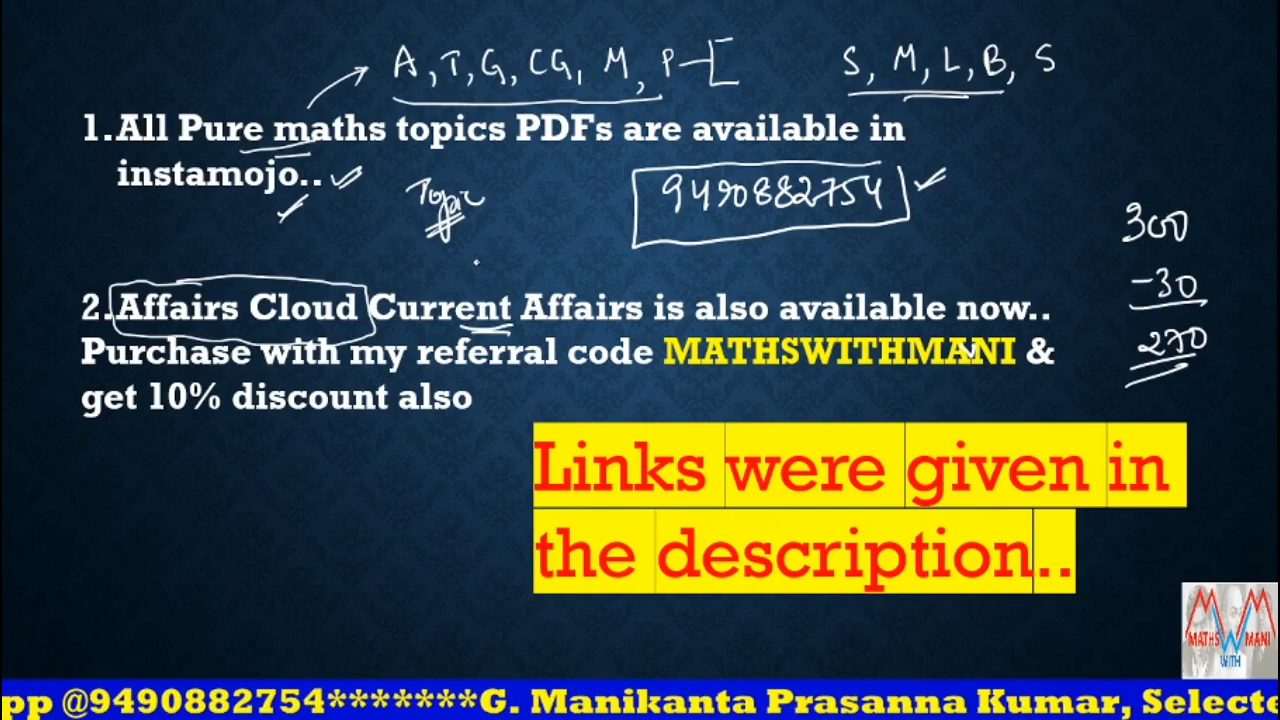 A, T, G, CG, M, P-[ S, M, L, B, S
1.All Pure maths topics PDFs are available in
instamojo..
Topic
9490882754
300
-30
270
2.Affairs Cloud Current Affairs is also available now..
Purchase with my referral code MATHSWITHMANI &
get 10% discount also
Links were given in
the description..
MATHS MANI
WITH
pp @9490882754*******G. Manikanta Prasanna Kumar, Selecte